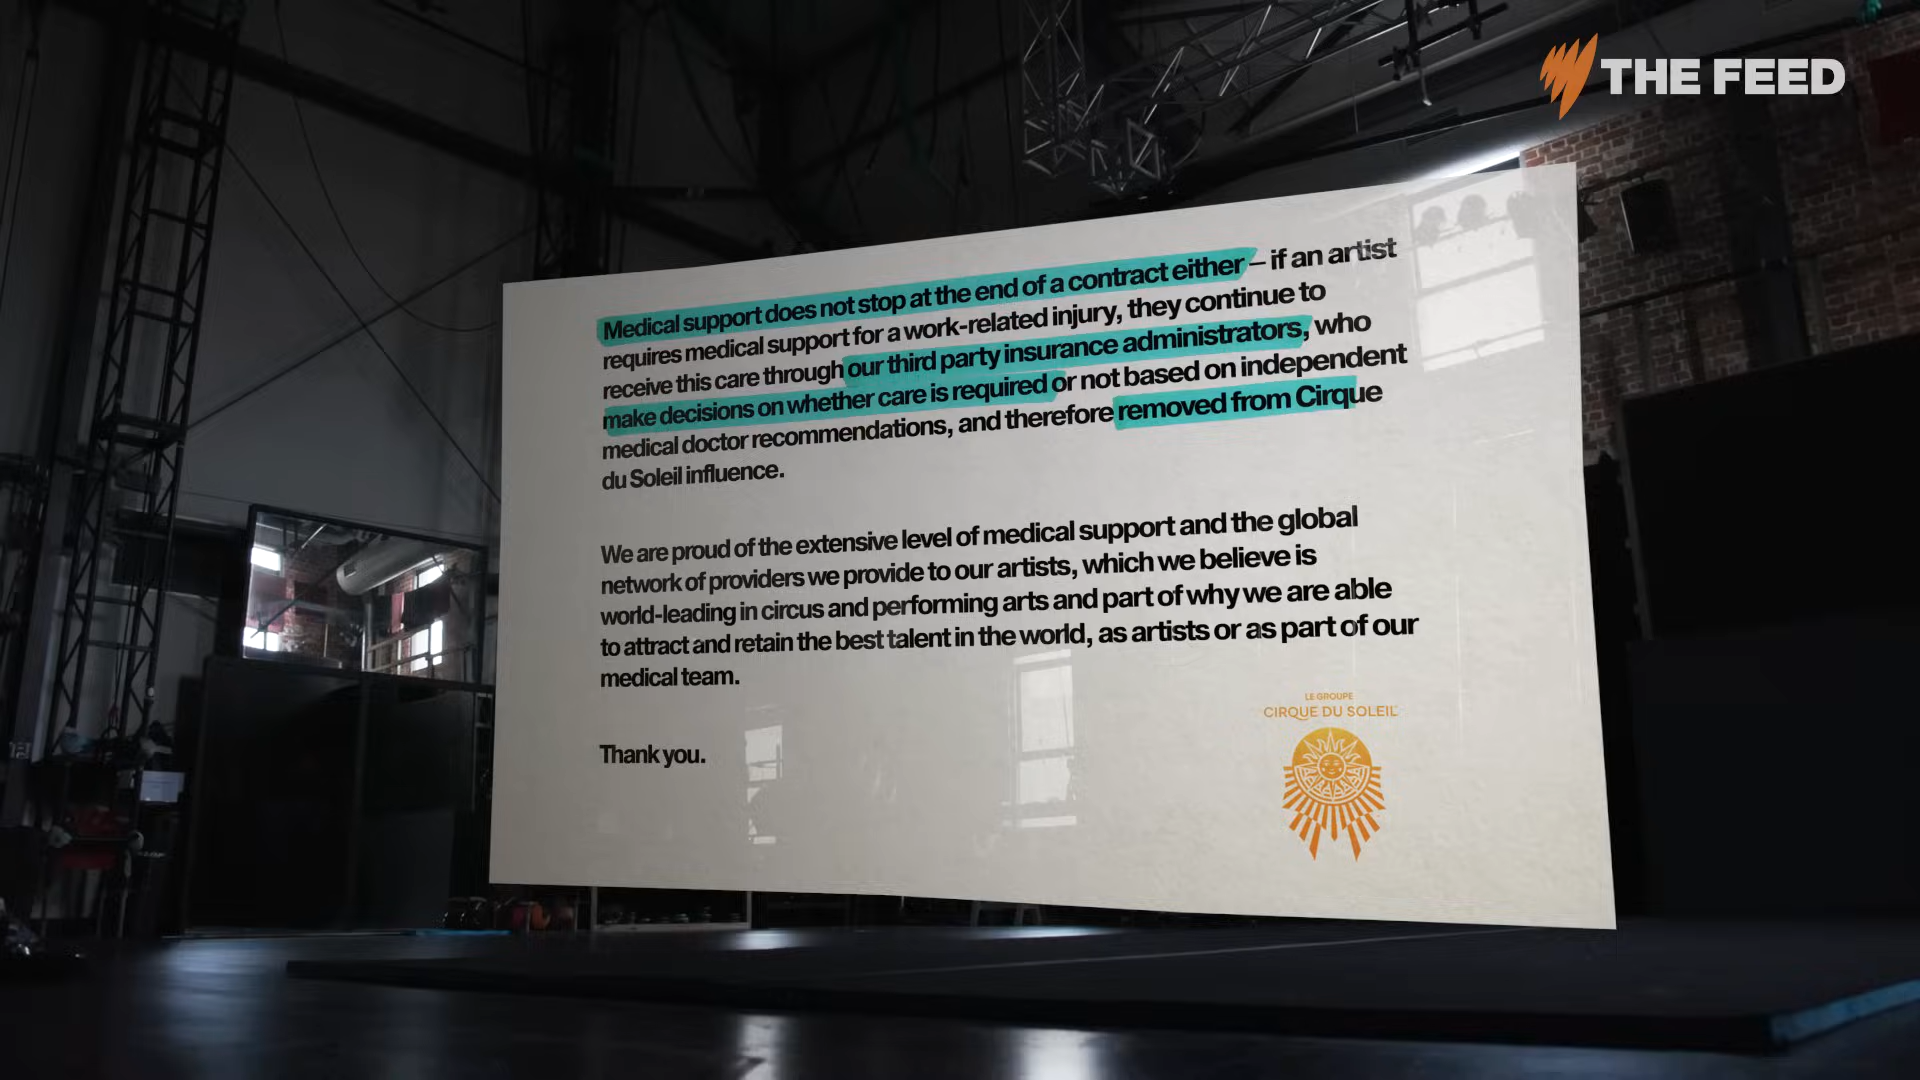 THE FEED
Medical support does not stop at the end of a contract either – if an artist
requires medical support for a work-related injury, they continue to
receive this care through our third party insurance administrators, who
make decisions on whether care is required or not based on independent
medical doctor recommendations, and therefore removed from Cirque
du Soleil influence.
We are proud of the extensive level of medical support and the global
network of providers we provide to our artists, which we believe is
world-leading in circus and performing arts and part of why we are able
to attract and retain the best talent in the world, as artists or as part of our
medical team.
Thank you.
LE GROUPE
CIRQUE DU SOLEIL